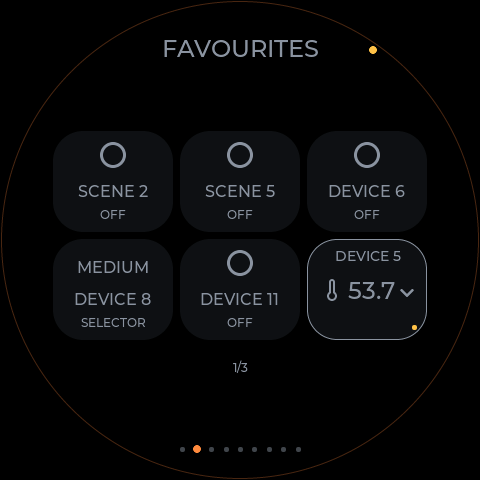 FAVOURITES
SCENE 2
OFF
SCENE 5
OFF
DEVICE 6
OFF
MEDIUM
DEVICE 8
SELECTOR
DEVICE 11
OFF
DEVICE 5
53.7
1/3